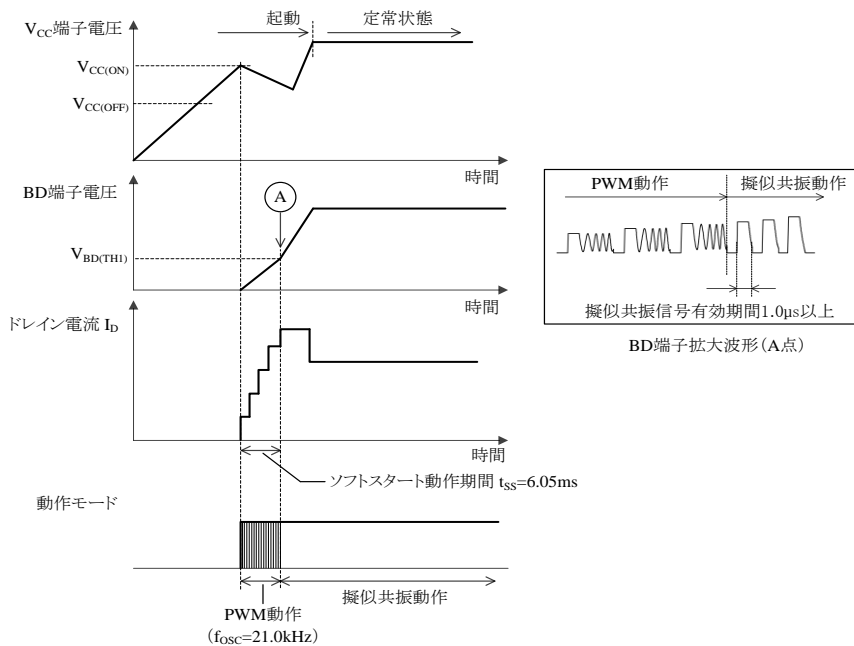 起動
定常状態
VCC端子電圧
VCC(ON)
VCC(OFF)
時間
BD端子電圧
A
VBD(TH1)
時間
ドレイン電流 ID
時間
ソフトスタート動作期間 tSS=6.05ms
動作モード
PWM動作
(fOSC=21.0kHz)
擬似共振動作
PWM動作
擬似共振動作
擬似共振信号有効期間1.0μs以上
BD端子拡大波形(A点)